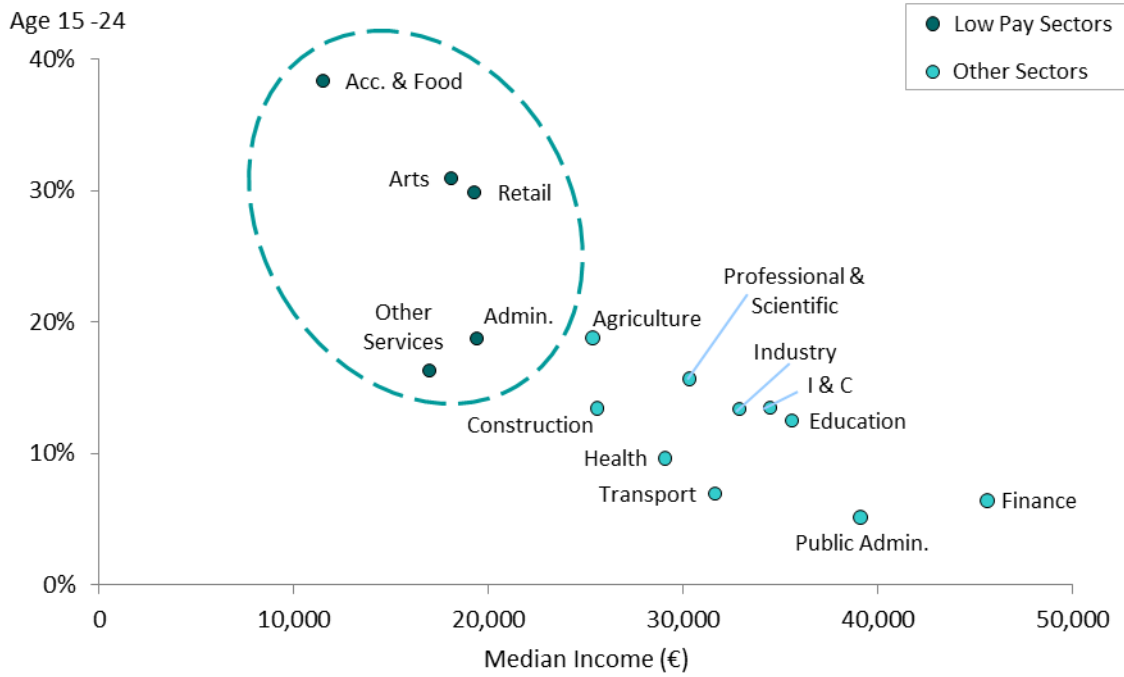 Age 15 -24
Low Pay Sectors
Other Sectors
40%
30%
20%
10%
0%
Acc. & Food
Arts
Retail
Other
Services
Admin.
Agriculture
Professional &
Scientific
Industry
I & C
Education
Construction
Health
Transport
Public Admin.
Finance
0
10,000
20,000
30,000
40,000
50,000
Median Income (€)